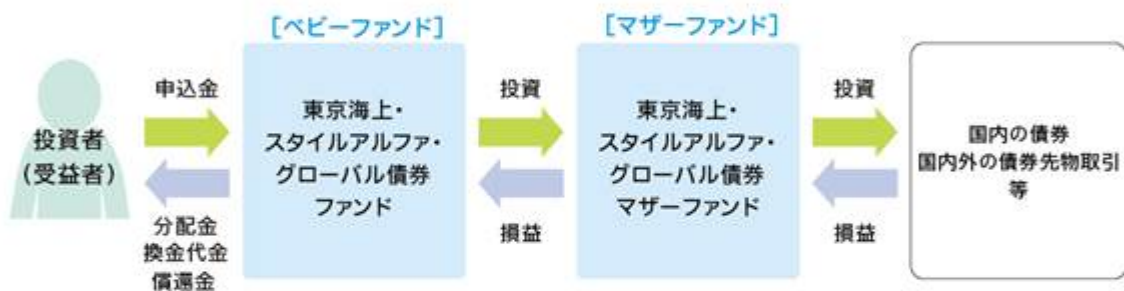 ［ベビーファンド］
［マザーファンド］
投資者
（受益者）
申込金
分配金
換金代金
償還金
東京海上・
スタイルアルファ・
グローバル債券
ファンド
投資
損益
東京海上・
スタイルアルファ・
グローバル債券
マザーファンド
投資
損益
国内の債券
国内外の債券先物取引
等